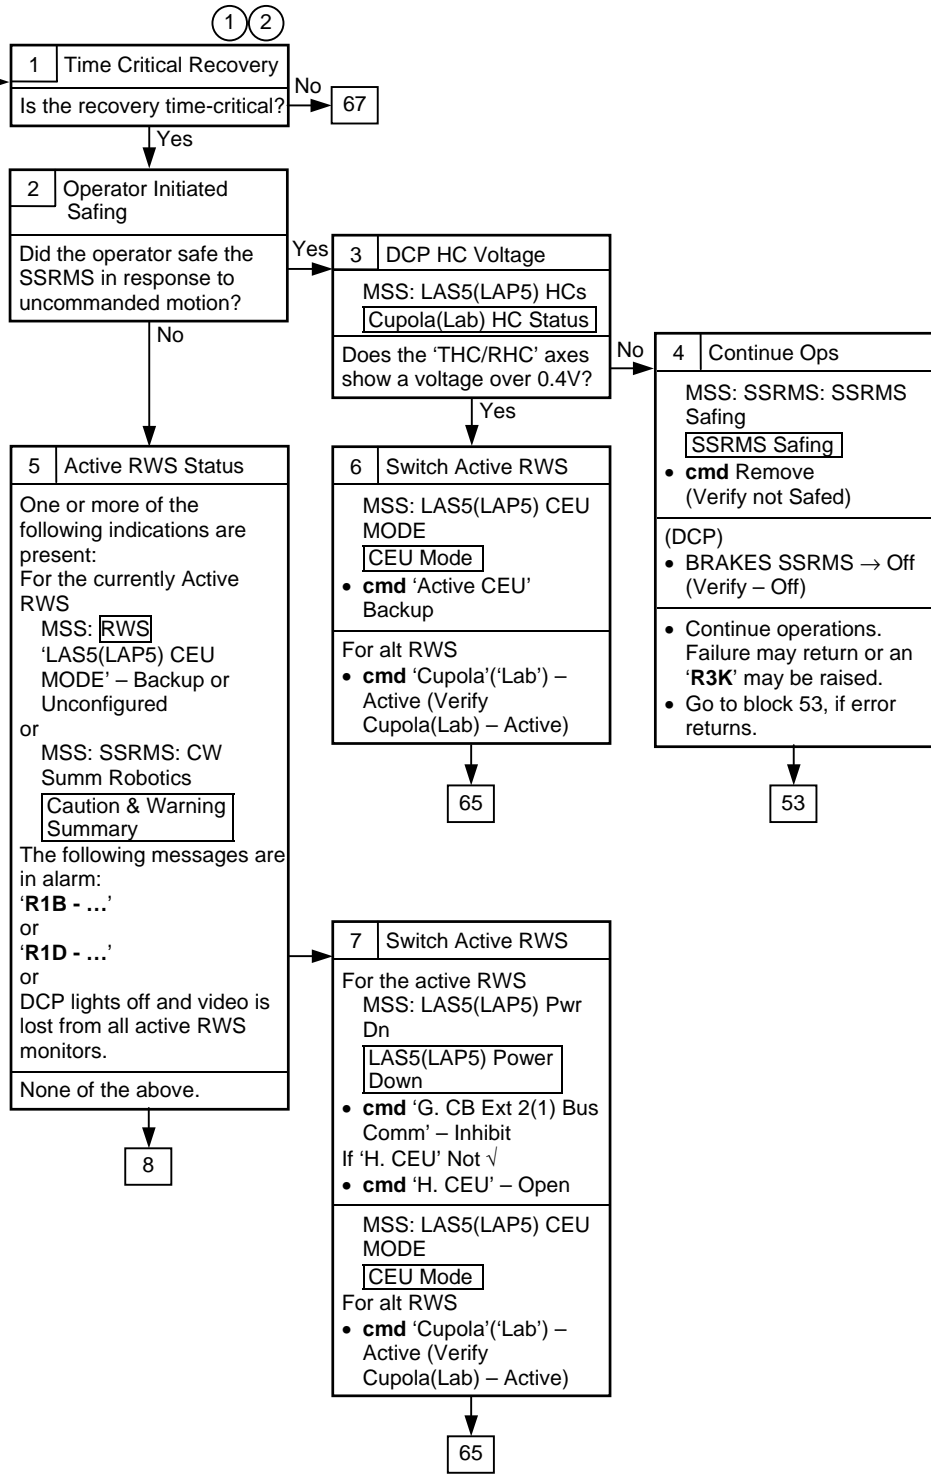 1 2
1 Time Critical Recovery
Is the recovery time-critical?
No
67
Yes
2 Operator Initiated
Safing
Did the operator safe the
SSRMS in response to
uncommanded motion?
Yes
No
3 DCP HC Voltage
MSS: LAS5(LAP5) HCs
Cupola(Lab) HC Status
Does the ‘THC/RHC’ axes
show a voltage over 0.4V?
No
Yes
4 Continue Ops
MSS: SSRMS: SSRMS
Safing
SSRMS Safing
• cmd Remove
(Verify not Safed)
(DCP)
• BRAKES SSRMS → Off
(Verify – Off)
• Continue operations.
Failure may return or an
‘R3K’ may be raised.
• Go to block 53, if error
returns.
53
5 Active RWS Status
One or more of the
following indications are
present:
For the currently Active
RWS
MSS: RWS
‘LAS5(LAP5) CEU
MODE’ – Backup or
Unconfigured
or
MSS: SSRMS: CW
Summ Robotics
Caution & Warning
Summary
The following messages are
in alarm:
‘R1B - …’
or
‘R1D - …’
or
DCP lights off and video is
lost from all active RWS
monitors.
None of the above.
8
6 Switch Active RWS
MSS: LAS5(LAP5) CEU
MODE
CEU Mode
• cmd ‘Active CEU’
Backup
For alt RWS
• cmd ‘Cupola’(‘Lab’) –
Active (Verify
Cupola(Lab) – Active)
65
7 Switch Active RWS
For the active RWS
MSS: LAS5(LAP5) Pwr
Dn
LAS5(LAP5) Power
Down
• cmd ‘G. CB Ext 2(1) Bus
Comm’ – Inhibit
If ‘H. CEU’ Not √
• cmd ‘H. CEU’ – Open
MSS: LAS5(LAP5) CEU
MODE
CEU Mode
For alt RWS
• cmd ‘Cupola’(‘Lab’) –
Active (Verify
Cupola(Lab) – Active)
65